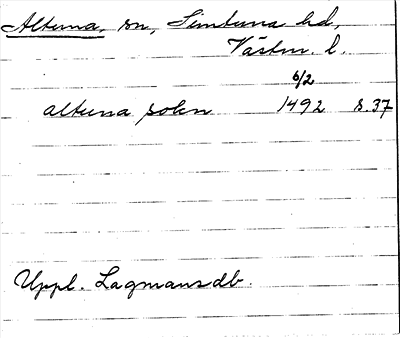 Altuna, sn, Simtuna hd,
Västm. l.
6/2
altuna sokn 1492 s. 37
Uppl. Lagmansdb.